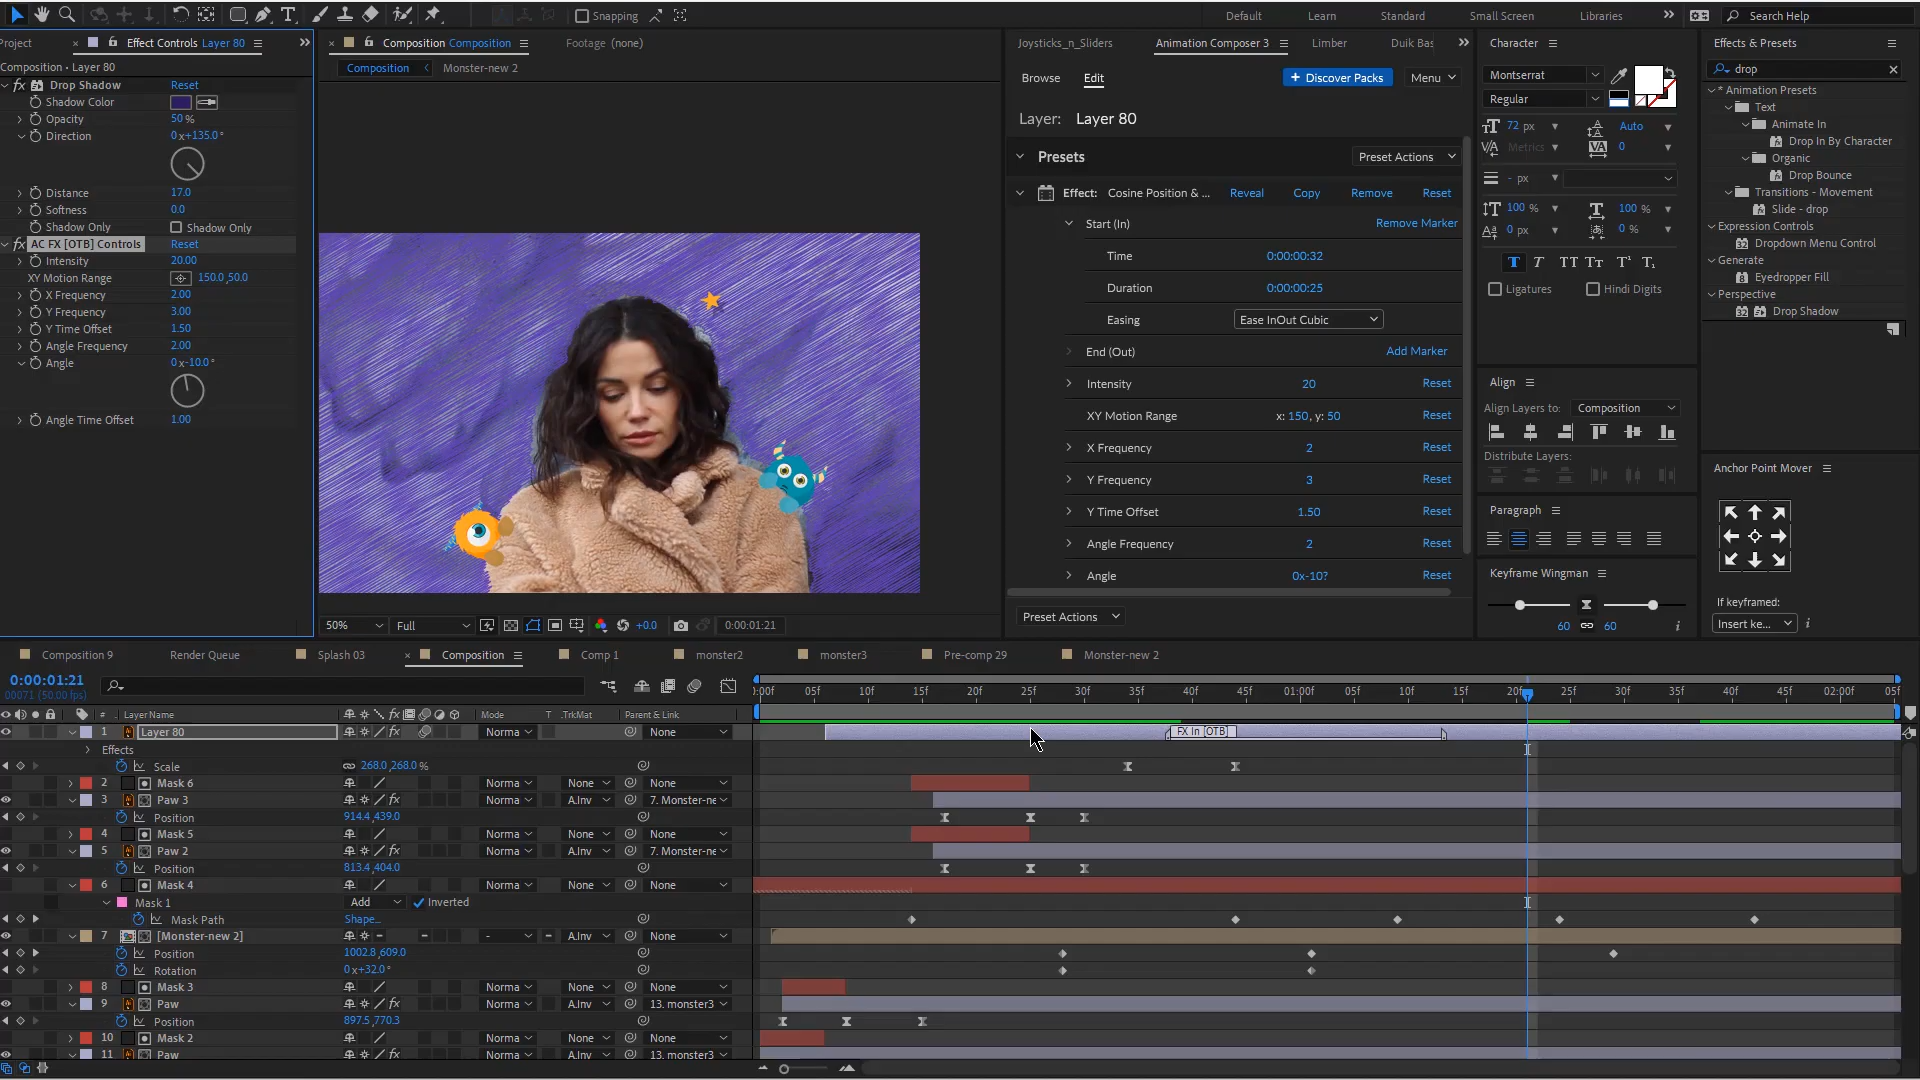 Snapping
Default
Learn
Standard
Small Screen
Libraries
Search Help
Project
Effect Controls Layer 80
Composition Composition
Footage (none)
Composition
Monster-new 2
Composition • Layer 80
fx Drop Shadow Reset
Shadow Color
Opacity 50 %
Direction 0 x+135.0 °
Distance 17.0
Softness 0.0
Shadow Only Shadow Only
fx AC FX [OTB] Controls Reset
Intensity 20.00
XY Motion Range 150.0,50.0
X Frequency 2.00
Y Frequency 3.00
Y Time Offset 1.50
Angle Frequency 2.00
Angle 0 x-10.0 °
Angle Time Offset 1.00
50% Full +0.0 0:00:01:21
Joysticks_n_Sliders
Animation Composer 3
Limber
Duik Bas
Browse Edit + Discover Packs Menu
Layer: Layer 80
Presets Preset Actions
Effect: Cosine Position & ... Reveal Copy Remove Reset
Start (In) Remove Marker
Time 0:00:00:32
Duration 0:00:00:25
Easing Ease InOut Cubic
End (Out) Add Marker
Intensity 20 Reset
XY Motion Range x: 150, y: 50 Reset
X Frequency 2 Reset
Y Frequency 3 Reset
Y Time Offset 1.50 Reset
Angle Frequency 2 Reset
Angle 0x-10? Reset
Preset Actions
Character
Montserrat
Regular
72 px Auto
Metrics 0
- px
100 % 100 %
0 px 0 %
Ligatures Hindi Digits
Align
Align Layers to: Composition
Distribute Layers:
Paragraph
Keyframe Wingman
60 60
Effects & Presets
drop
* Animation Presets
Text
Animate In
Drop In By Character
Organic
Drop Bounce
Transitions - Movement
Slide - drop
Expression Controls
Dropdown Menu Control
Generate
Eyedropper Fill
Perspective
Drop Shadow
Anchor Point Mover
If keyframed:
Insert ke...
Composition 9
Render Queue
Splash 03
Composition
Comp 1
monster2
monster3
Pre-comp 29
Monster-new 2
0:00:01:21
00071 (50.00 fps)
:00f 05f 10f 15f 20f 25f 30f 35f 40f 45f 01:00f 05f 10f 15f 20f 25f 30f 35f 40f 45f 02:00f 05f
# Layer Name Mode T .TrkMat Parent & Link
1 Layer 80 Norma None
FX In [OTB]
Effects
Scale 268.0,268.0 %
2 Mask 6 Norma None None
3 Paw 3 Norma A.Inv 7. Monster-ne
Position 914.4,439.0
4 Mask 5 Norma None None
5 Paw 2 Norma A.Inv 7. Monster-ne
Position 813.4,404.0
6 Mask 4 Norma None None
Mask 1 Add Inverted
Mask Path Shape...
7 [Monster-new 2] - A.Inv None
Position 1002.8,609.0
Rotation 0 x+32.0 °
8 Mask 3 Norma None None
9 Paw Norma A.Inv 13. monster3
Position 897.5,770.3
10 Mask 2 Norma None None
11 Paw Norma A.Inv 13. monster3